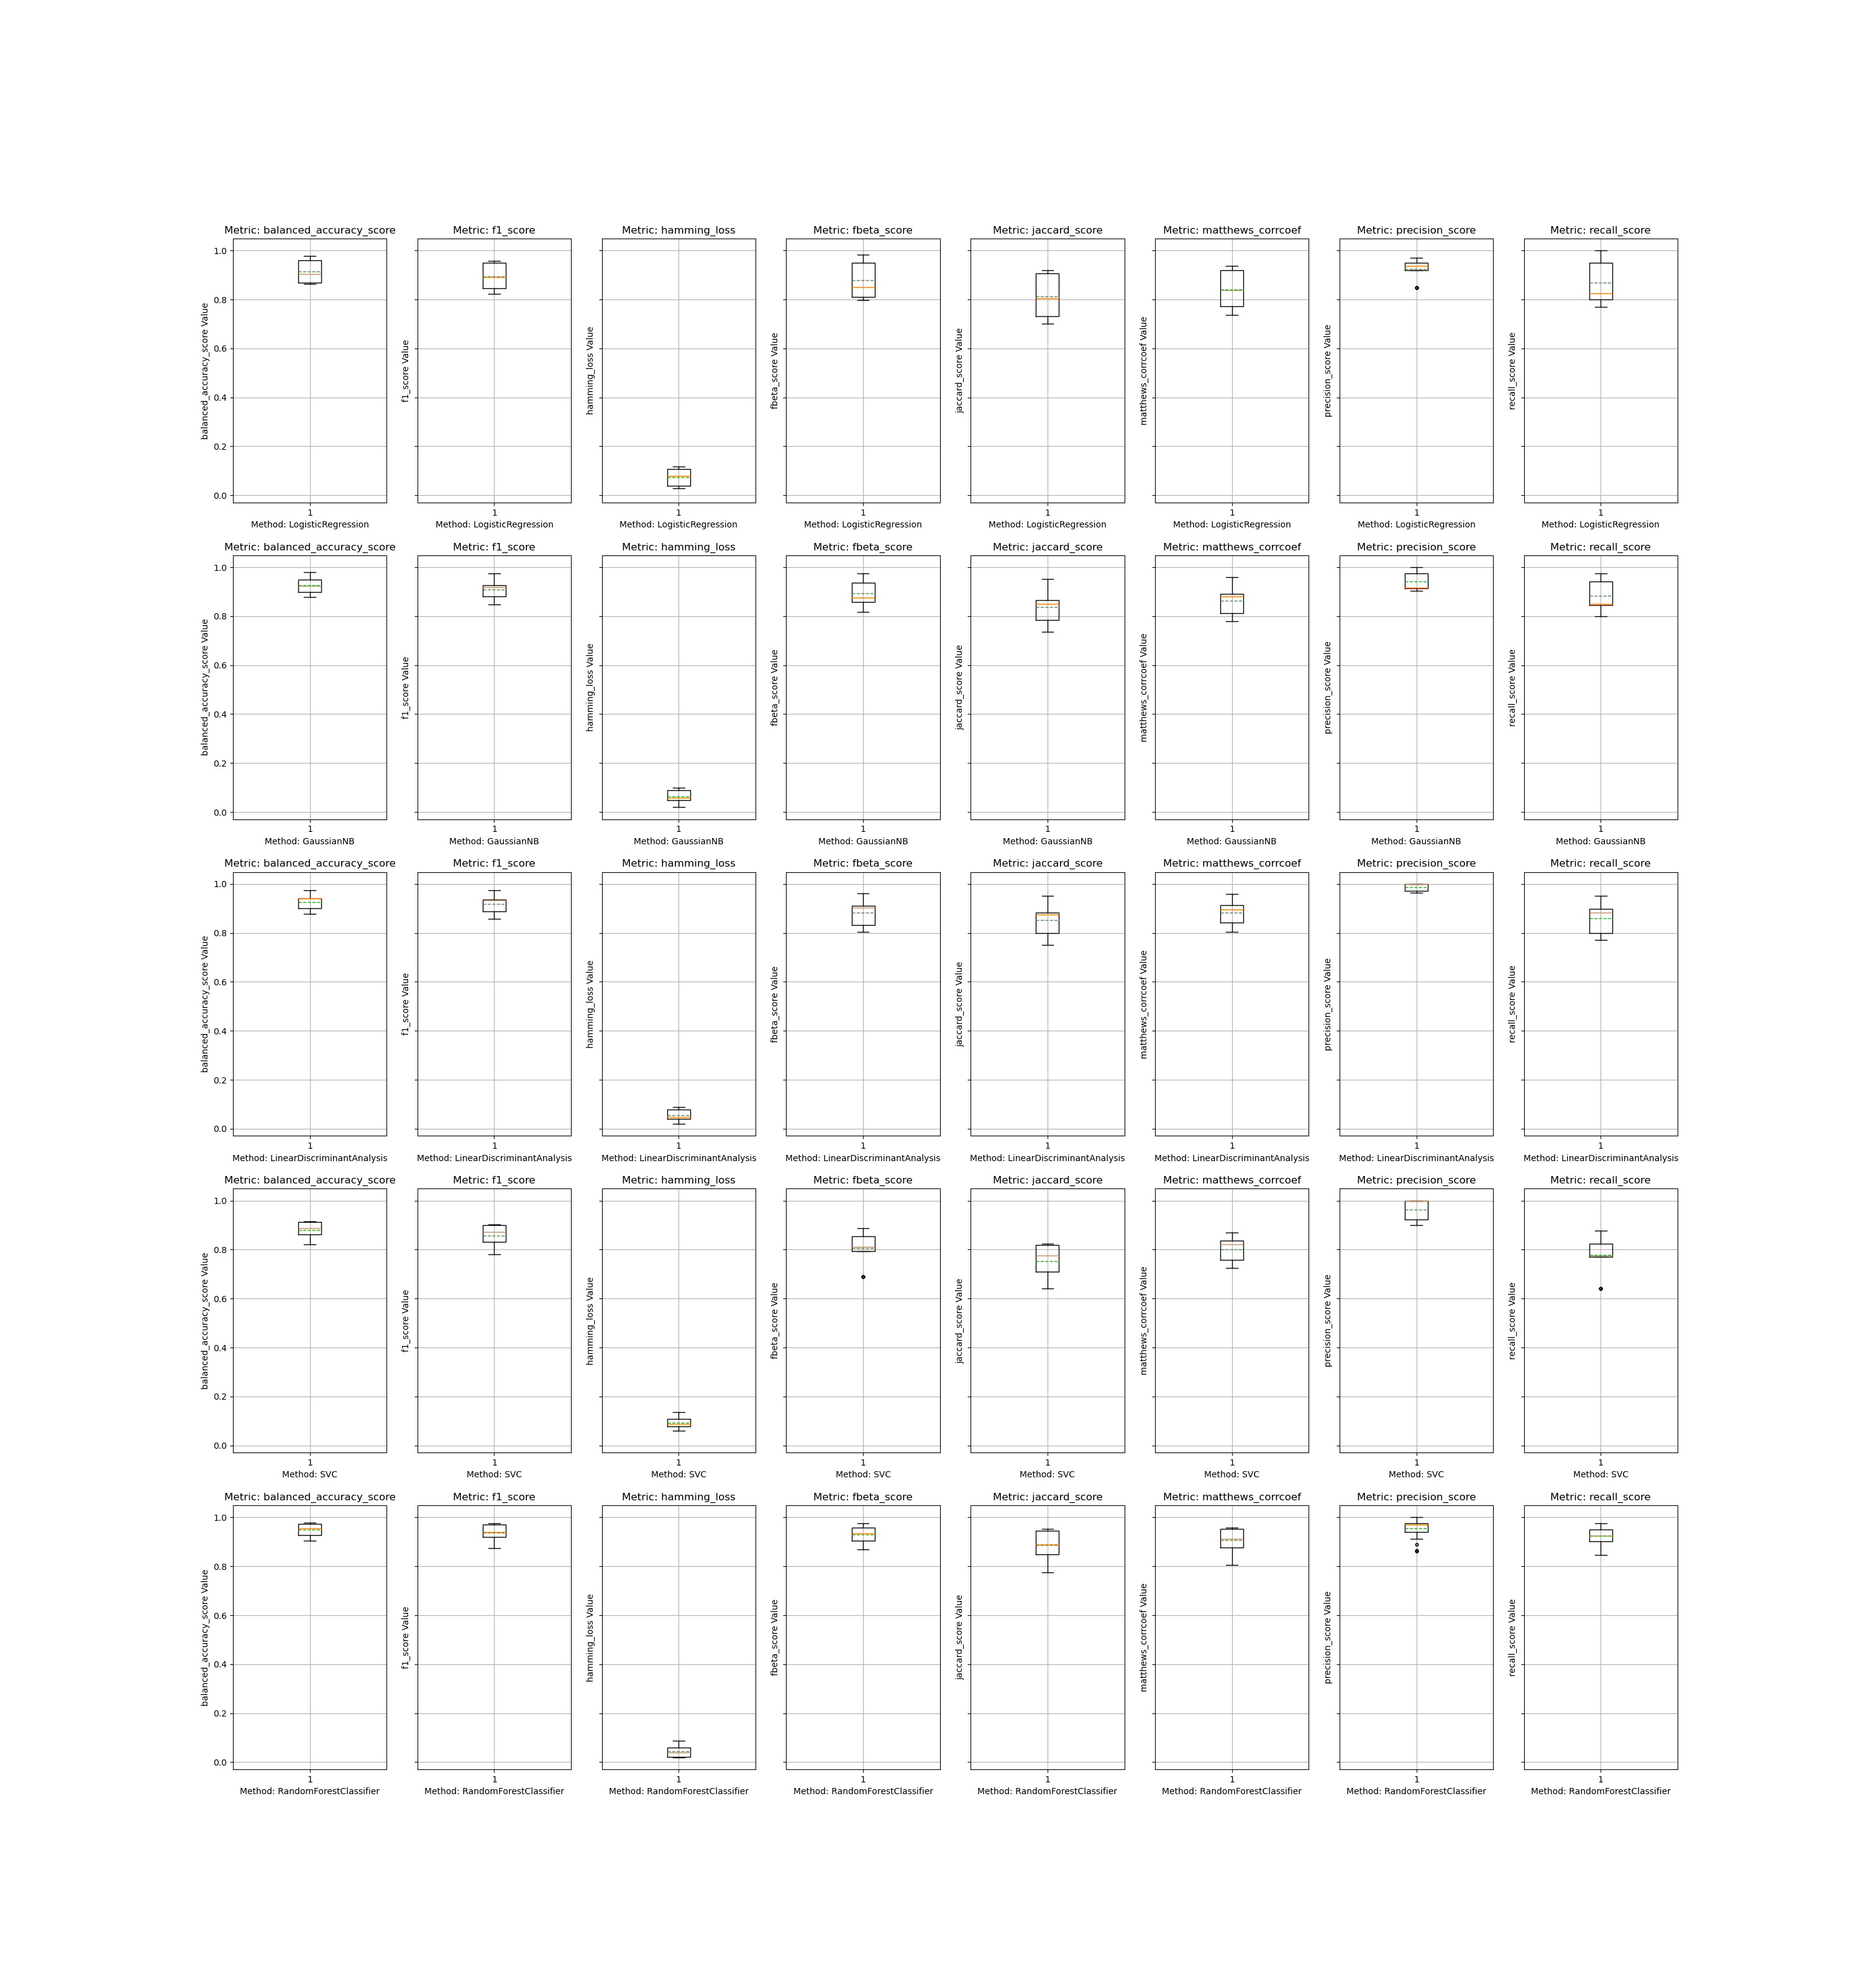 Metric: balanced_accuracy_score Metric: f1_score Metric: hamming_loss Metric: fbeta_score Metric: jaccard_score Metric: matthews_corrcoef Metric: precision_score Metric: recall_score
balanced_accuracy_score Value
1.0
0.8
0.6
0.4
0.2
0.0
f1_score Value
hamming_loss Value
fbeta_score Value
jaccard_score Value
matthews_corrcoef Value
precision_score Value
recall_score Value
1 1 1 1 1 1 1 1
Method: LogisticRegression Method: LogisticRegression Method: LogisticRegression Method: LogisticRegression Method: LogisticRegression Method: LogisticRegression Method: LogisticRegression Method: LogisticRegression
Metric: balanced_accuracy_score Metric: f1_score Metric: hamming_loss Metric: fbeta_score Metric: jaccard_score Metric: matthews_corrcoef Metric: precision_score Metric: recall_score
balanced_accuracy_score Value
1.0
0.8
0.6
0.4
0.2
0.0
f1_score Value
hamming_loss Value
fbeta_score Value
jaccard_score Value
matthews_corrcoef Value
precision_score Value
recall_score Value
1 1 1 1 1 1 1 1
Method: GaussianNB Method: GaussianNB Method: GaussianNB Method: GaussianNB Method: GaussianNB Method: GaussianNB Method: GaussianNB Method: GaussianNB
Metric: balanced_accuracy_score Metric: f1_score Metric: hamming_loss Metric: fbeta_score Metric: jaccard_score Metric: matthews_corrcoef Metric: precision_score Metric: recall_score
balanced_accuracy_score Value
1.0
0.8
0.6
0.4
0.2
0.0
f1_score Value
hamming_loss Value
fbeta_score Value
jaccard_score Value
matthews_corrcoef Value
precision_score Value
recall_score Value
1 1 1 1 1 1 1 1
Method: LinearDiscriminantAnalysis Method: LinearDiscriminantAnalysis Method: LinearDiscriminantAnalysis Method: LinearDiscriminantAnalysis Method: LinearDiscriminantAnalysis Method: LinearDiscriminantAnalysis Method: LinearDiscriminantAnalysis Method: LinearDiscriminantAnalysis
Metric: balanced_accuracy_score Metric: f1_score Metric: hamming_loss Metric: fbeta_score Metric: jaccard_score Metric: matthews_corrcoef Metric: precision_score Metric: recall_score
balanced_accuracy_score Value
1.0
0.8
0.6
0.4
0.2
0.0
f1_score Value
hamming_loss Value
fbeta_score Value
jaccard_score Value
matthews_corrcoef Value
precision_score Value
recall_score Value
1 1 1 1 1 1 1 1
Method: SVC Method: SVC Method: SVC Method: SVC Method: SVC Method: SVC Method: SVC Method: SVC
Metric: balanced_accuracy_score Metric: f1_score Metric: hamming_loss Metric: fbeta_score Metric: jaccard_score Metric: matthews_corrcoef Metric: precision_score Metric: recall_score
balanced_accuracy_score Value
1.0
0.8
0.6
0.4
0.2
0.0
f1_score Value
hamming_loss Value
fbeta_score Value
jaccard_score Value
matthews_corrcoef Value
precision_score Value
recall_score Value
1 1 1 1 1 1 1 1
Method: RandomForestClassifier Method: RandomForestClassifier Method: RandomForestClassifier Method: RandomForestClassifier Method: RandomForestClassifier Method: RandomForestClassifier Method: RandomForestClassifier Method: RandomForestClassifier